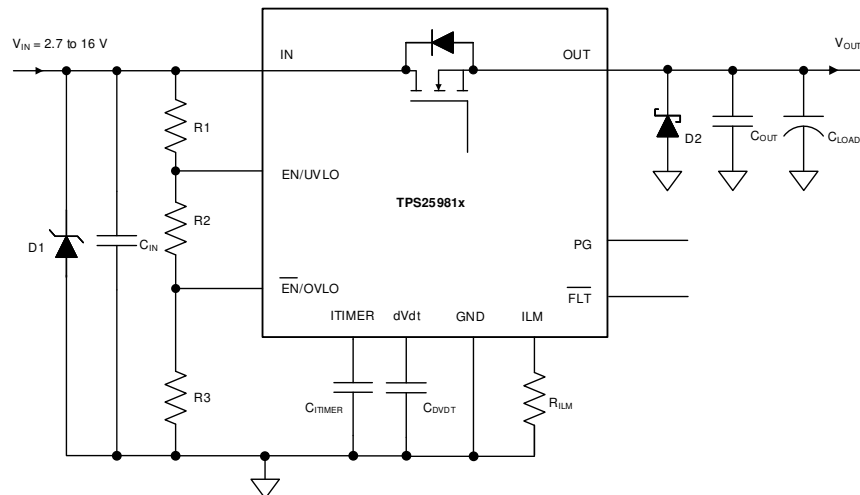 V_IN = 2.7 to 16 V
IN
OUT
V_OUT
R1
EN/UVLO
D2
C_OUT
C_LOAD
TPS25981x
R2
D1
C_IN
PG
EN/OVLO
FLT
ITIMER
dVdt
GND
ILM
R3
C_ITIMER
C_DVDT
R_ILM